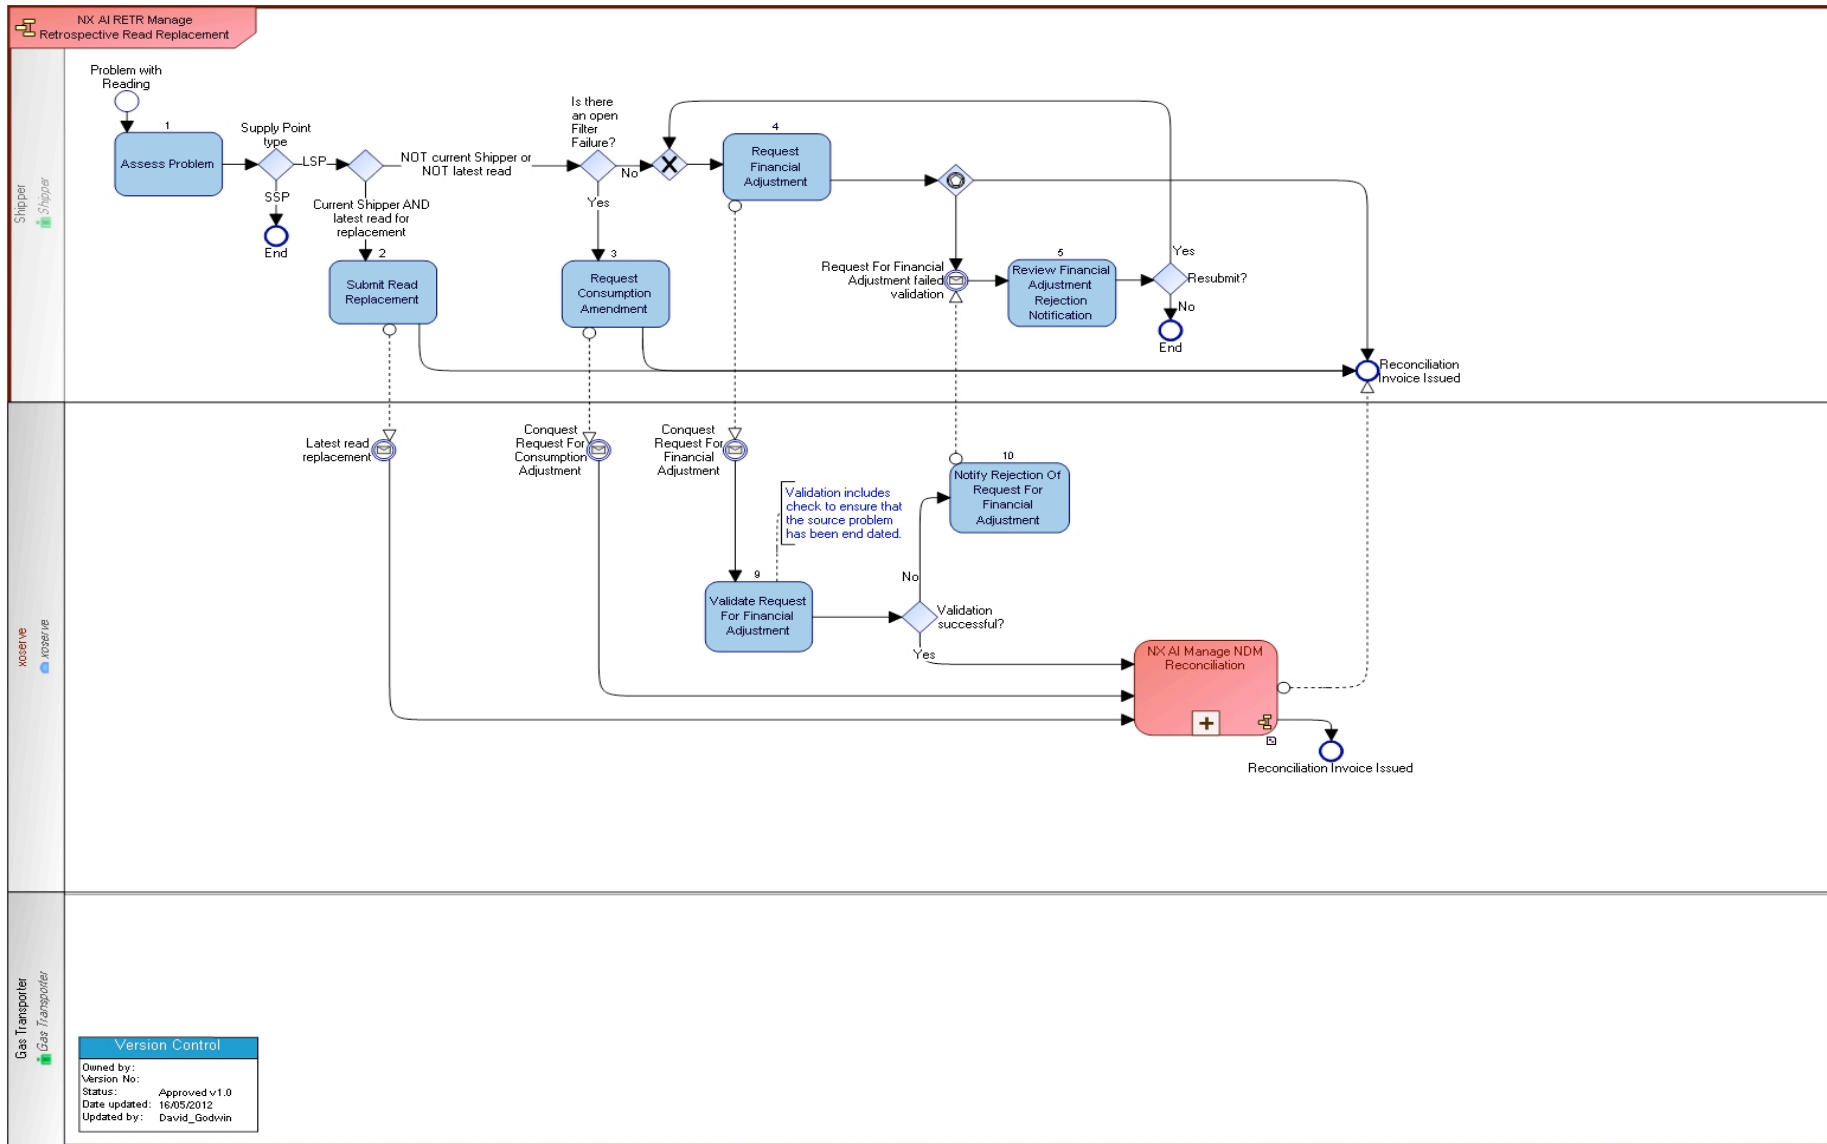 NX AI RETR Manage
Retrospective Read Replacement
Shipper
Shipper
Problem with
Reading
1
Assess Problem
Supply Point
type
LSP
SSP
End
NOT current Shipper or
NOT latest read
Current Shipper AND
latest read for
replacement
2
Submit Read
Replacement
Is there
an open
Filter
Failure?
No
Yes
3
Request
Consumption
Amendment
4
Request
Financial
Adjustment
Request For Financial
Adjustment failed
validation
5
Review Financial
Adjustment
Rejection
Notification
Yes
Resubmit?
No
End
Reconciliation
Invoice Issued
xoserve
xoserve
Latest read
replacement
Conquest
Request For
Consumption
Adjustment
Conquest
Request For
Financial
Adjustment
Validation includes
check to ensure that
the source problem
has been end dated.
9
Validate Request
For Financial
Adjustment
10
Notify Rejection Of
Request For
Financial
Adjustment
No
Validation
successful?
Yes
NX AI Manage NDM
Reconciliation
Reconciliation Invoice Issued
Gas Transporter
Gas Transporter
Version Control
Owned by:
Version No:
Status: Approved v1.0
Date updated: 16/05/2012
Updated by: David_Godwin